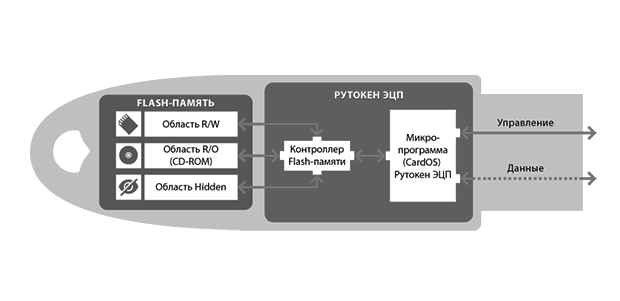 FLASH-ПАМЯТЬ
РУТОКЕН ЭЦП
Область R/W
Область R/O
(CD-ROM)
Область Hidden
Контроллер
Flash-памяти
Микро-
программа
(CardOS)
Рутокен ЭЦП
Управление
Данные